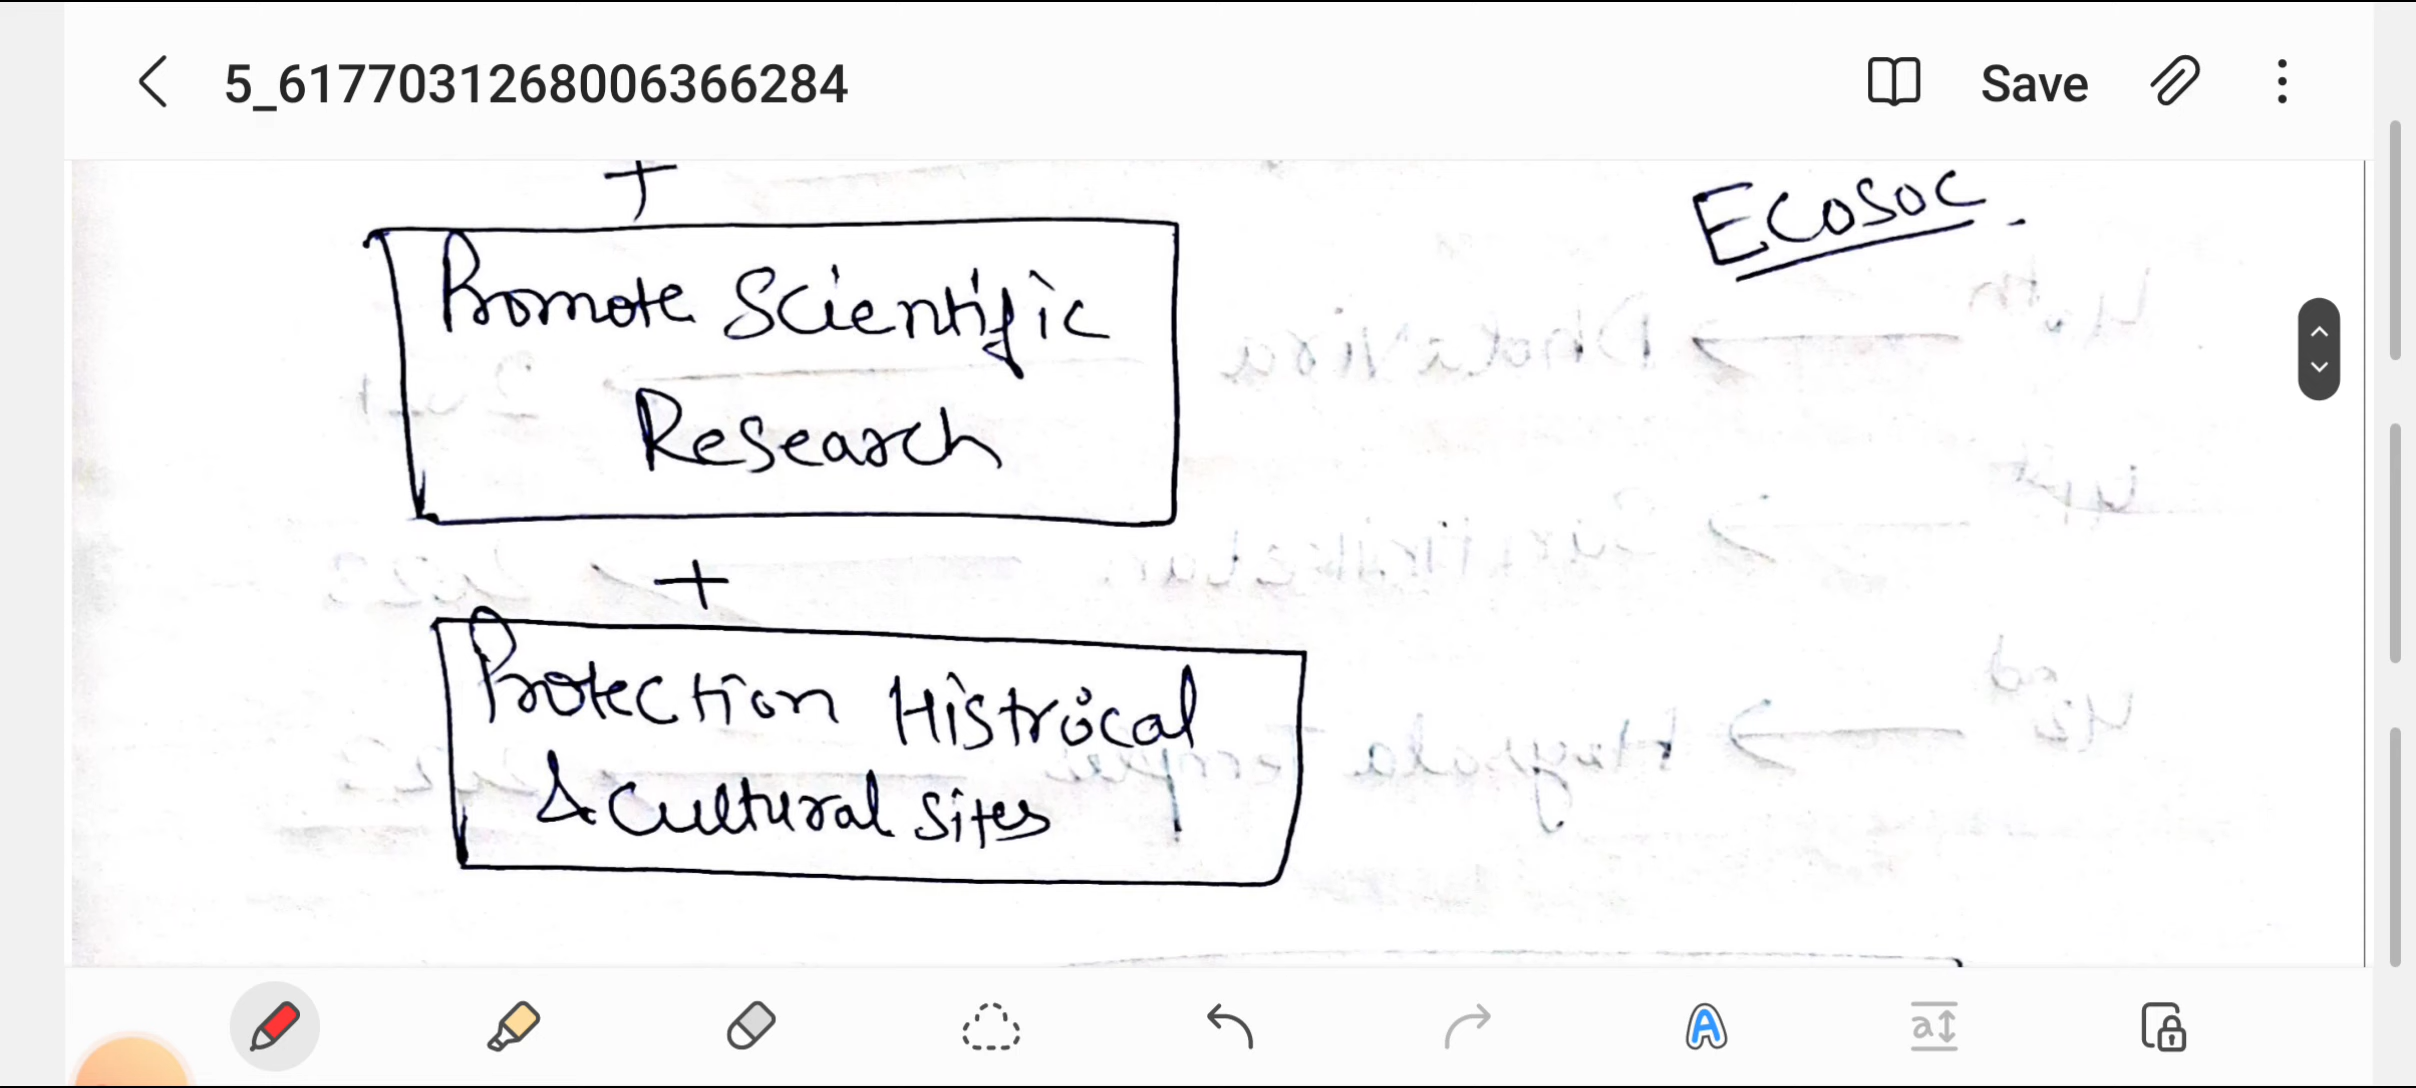 5_6177031268006366284
Save
+
ECOSOC.
Promote Scientific
Research
+
Protection Histrocal
& Cultural Sites